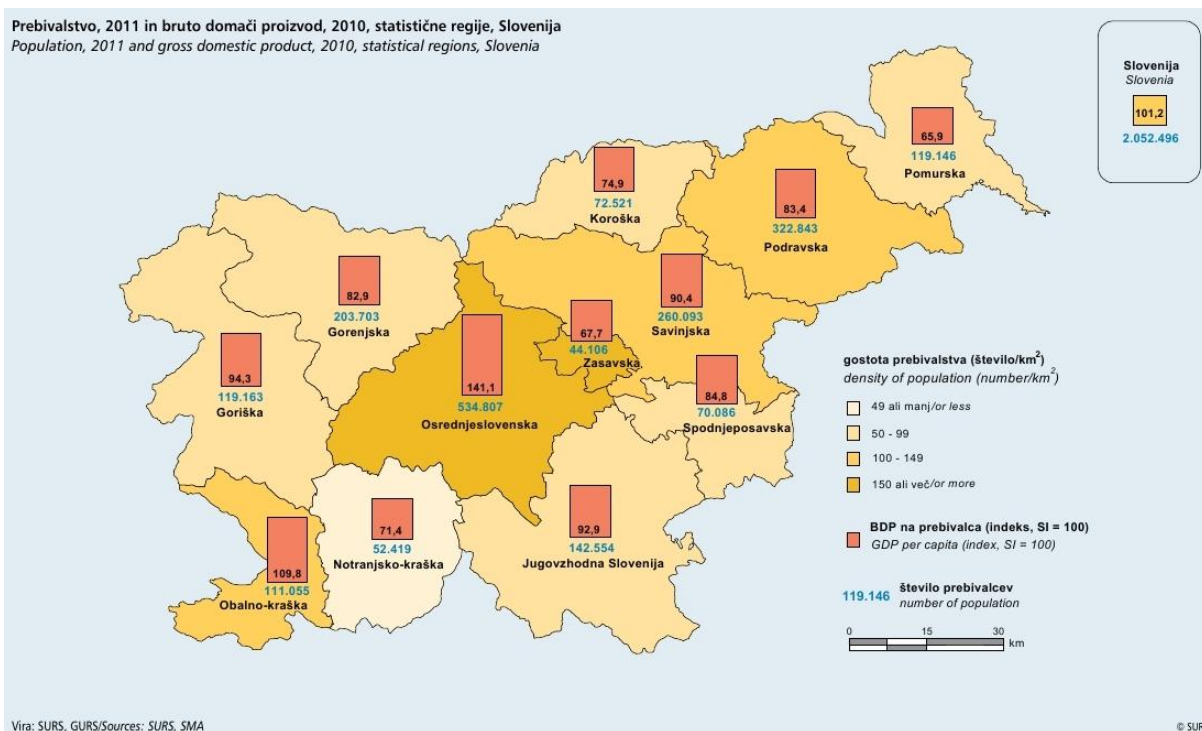 Prebivalstvo, 2011 in bruto domači proizvod, 2010, statistične regije, Slovenija
Population, 2011 and gross domestic product, 2010, statistical regions, Slovenia
Slovenija
Slovenia
101,2
2.052.496
65,9
119.146
Pomurska
74,9
72.521
Koroška
83,4
322.843
Podravska
82,9
203.703
Gorenjska
90,4
260.093
Savinjska
67,7
44.106
Zasavska
94,3
119.163
Goriška
141,1
534.807
Osrednjeslovenska
84,8
70.086
Spodnjeposavska
71,4
52.419
Notranjsko-kraška
92,9
142.554
Jugovzhodna Slovenija
109,8
111.055
Obalno-kraška
gostota prebivalstva (število/km²)
density of population (number/km²)
49 ali manj/or less
50 - 99
100 - 149
150 ali več/or more
BDP na prebivalca (indeks, SI = 100)
GDP per capita (index, SI = 100)
119.146 število prebivalcev
number of population
0 15 30
km
Vira: SURS, GURS/Sources: SURS, SMA
© SUR